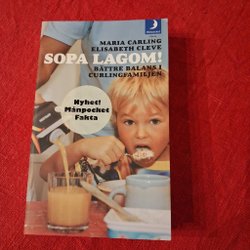 MARIA CARLING
ELISABETH CLEVE
SOPA LAGOM!
BÄTTRE BALANS I
CURLINGFAMILJEN
Nyhet!
Månpocket
Fakta